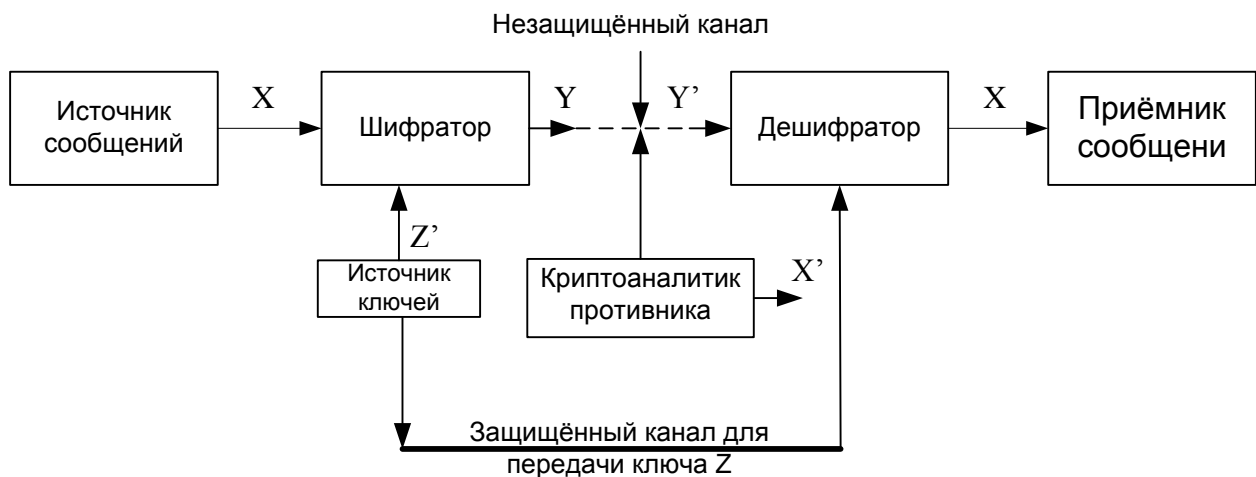 Незащищённый канал
Источник
сообщений
X
Шифратор
Y
Y’
Дешифратор
X
Приёмник
сообщени
Z’
Источник
ключей
Криптоаналитик
противника
X’
Защищённый канал для
передачи ключа Z